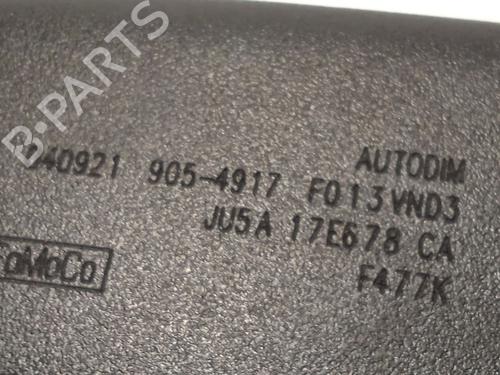 B-PARTS
AUTODIM
40921 905-4917 F013VND3
JU5A 17E678 CA
FoMoCo
F477K